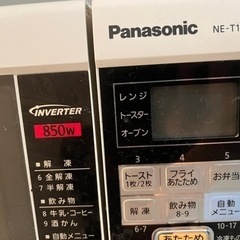 Panasonic NE-T1
INVERTER
850W
レンジ
トースター
オーブン
解凍
6 全解凍
7 半解凍
飲み物
8 牛乳・コーヒー
9 酒かん
自動メニュー
3 4 5
トースト
1枚/2枚
フライ
あたため
お弁当
6・7
解凍
飲み物
8・9
自動
メニュー
あたため